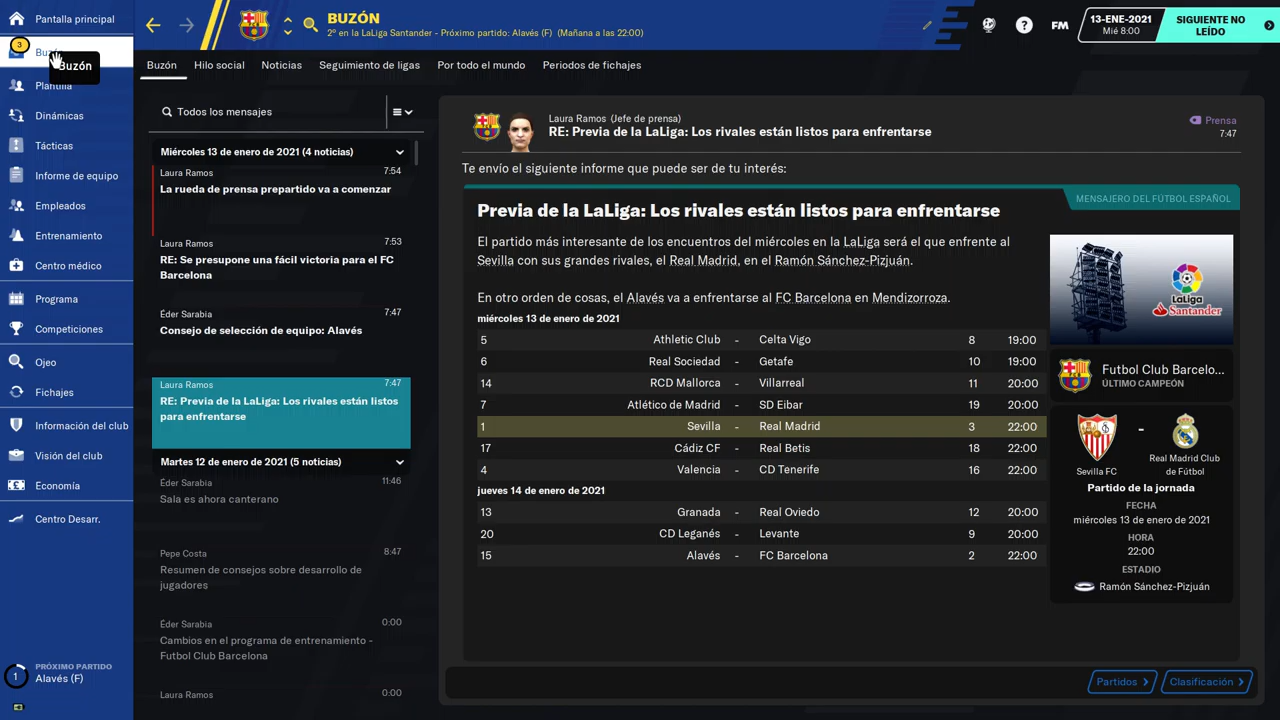 Pantalla principal
3
Buzón
Buzón
Plantilla
Dinámicas
Tácticas
Informe de equipo
Empleados
Entrenamiento
Centro médico
Programa
Competiciones
Ojeo
Fichajes
Información del club
Visión del club
Economía
Centro Desarr.
1
PRÓXIMO PARTIDO
Alavés (F)
BUZÓN
2º en la LaLiga Santander - Próximo partido: Alavés (F) (Mañana a las 22:00)
?
FM
13-ENE-2021
Mié 8:00
SIGUIENTE NO
LEÍDO
Buzón Hilo social Noticias Seguimiento de ligas Por todo el mundo Periodos de fichajes
Todos los mensajes
Miércoles 13 de enero de 2021 (4 noticias)
Laura Ramos 7:54
La rueda de prensa prepartido va a comenzar
Laura Ramos 7:53
RE: Se presupone una fácil victoria para el FC
Barcelona
Éder Sarabia 7:47
Consejo de selección de equipo: Alavés
Laura Ramos 7:47
RE: Previa de la LaLiga: Los rivales están listos
para enfrentarse
Martes 12 de enero de 2021 (5 noticias)
Éder Sarabia 11:46
Sala es ahora canterano
Pepe Costa 8:47
Resumen de consejos sobre desarrollo de
jugadores
Éder Sarabia 0:00
Cambios en el programa de entrenamiento -
Futbol Club Barcelona
Laura Ramos 0:00
Laura Ramos (Jefe de prensa)
RE: Previa de la LaLiga: Los rivales están listos para enfrentarse
Prensa
7:47
Te envío el siguiente informe que puede ser de tu interés:
MENSAJERO DEL FÚTBOL ESPAÑOL
Previa de la LaLiga: Los rivales están listos para enfrentarse
El partido más interesante de los encuentros del miércoles en la LaLiga será el que enfrente al
Sevilla con sus grandes rivales, el Real Madrid, en el Ramón Sánchez-Pizjuán.
En otro orden de cosas, el Alavés va a enfrentarse al FC Barcelona en Mendizorroza.
miércoles 13 de enero de 2021
5 Athletic Club - Celta Vigo 8 19:00
6 Real Sociedad - Getafe 10 19:00
14 RCD Mallorca - Villarreal 11 20:00
7 Atlético de Madrid - SD Eibar 19 20:00
1 Sevilla - Real Madrid 3 22:00
17 Cádiz CF - Real Betis 18 22:00
4 Valencia - CD Tenerife 16 22:00
jueves 14 de enero de 2021
13 Granada - Real Oviedo 12 20:00
20 CD Leganés - Levante 9 20:00
15 Alavés - FC Barcelona 2 22:00
LaLiga
Santander
Futbol Club Barcelo...
ÚLTIMO CAMPEÓN
-
Sevilla FC
Real Madrid Club
de Fútbol
Partido de la jornada
FECHA
miércoles 13 de enero de 2021
HORA
22:00
ESTADIO
Ramón Sánchez-Pizjuán
Partidos
Clasificación